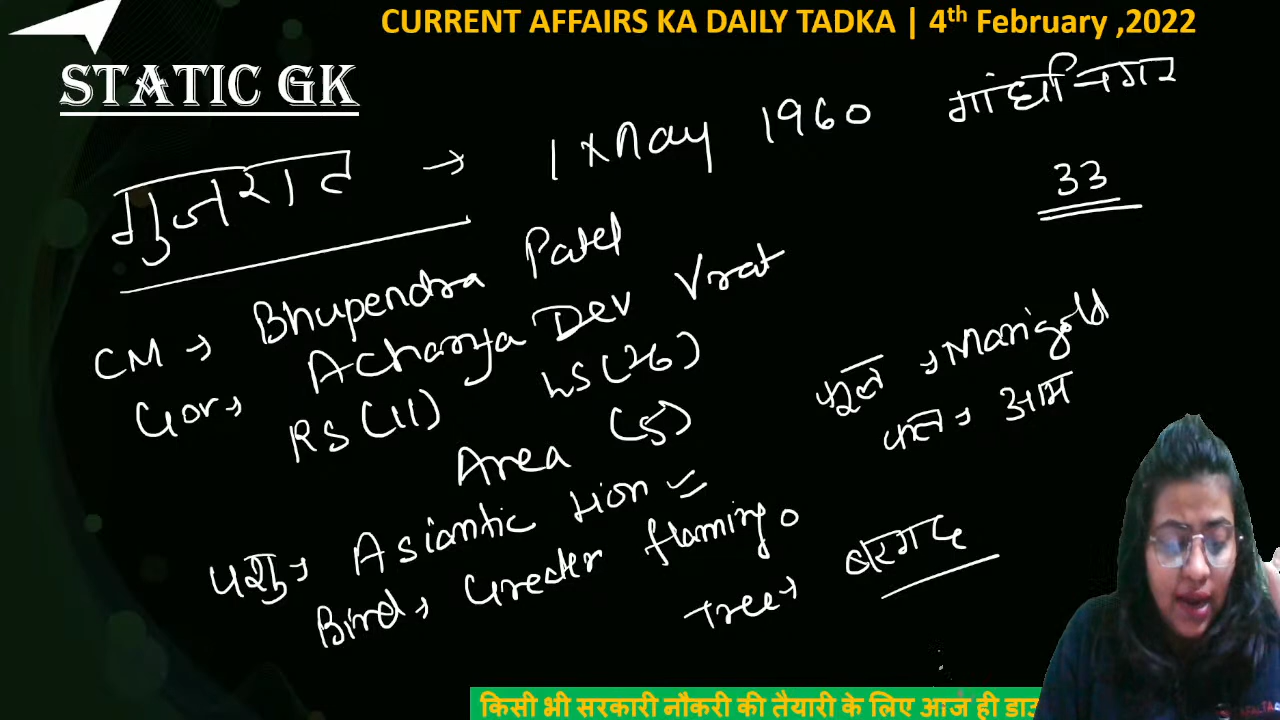 CURRENT AFFAIRS KA DAILY TADKA | 4th February ,2022
STATIC GK
गुजरात → 1 May 1960 गांधीनगर
33
CM → Bhupendra Patel
Gov → Acharya Dev Vrat
RS (11) LS (26)
Area (5)
फूल → Marigold
फल → आम
पशु → Asiantic Lion
Bird → Greater flamingo
Tree → बरगद
किसी भी सरकारी नौकरी की तैयारी के लिए आज ही